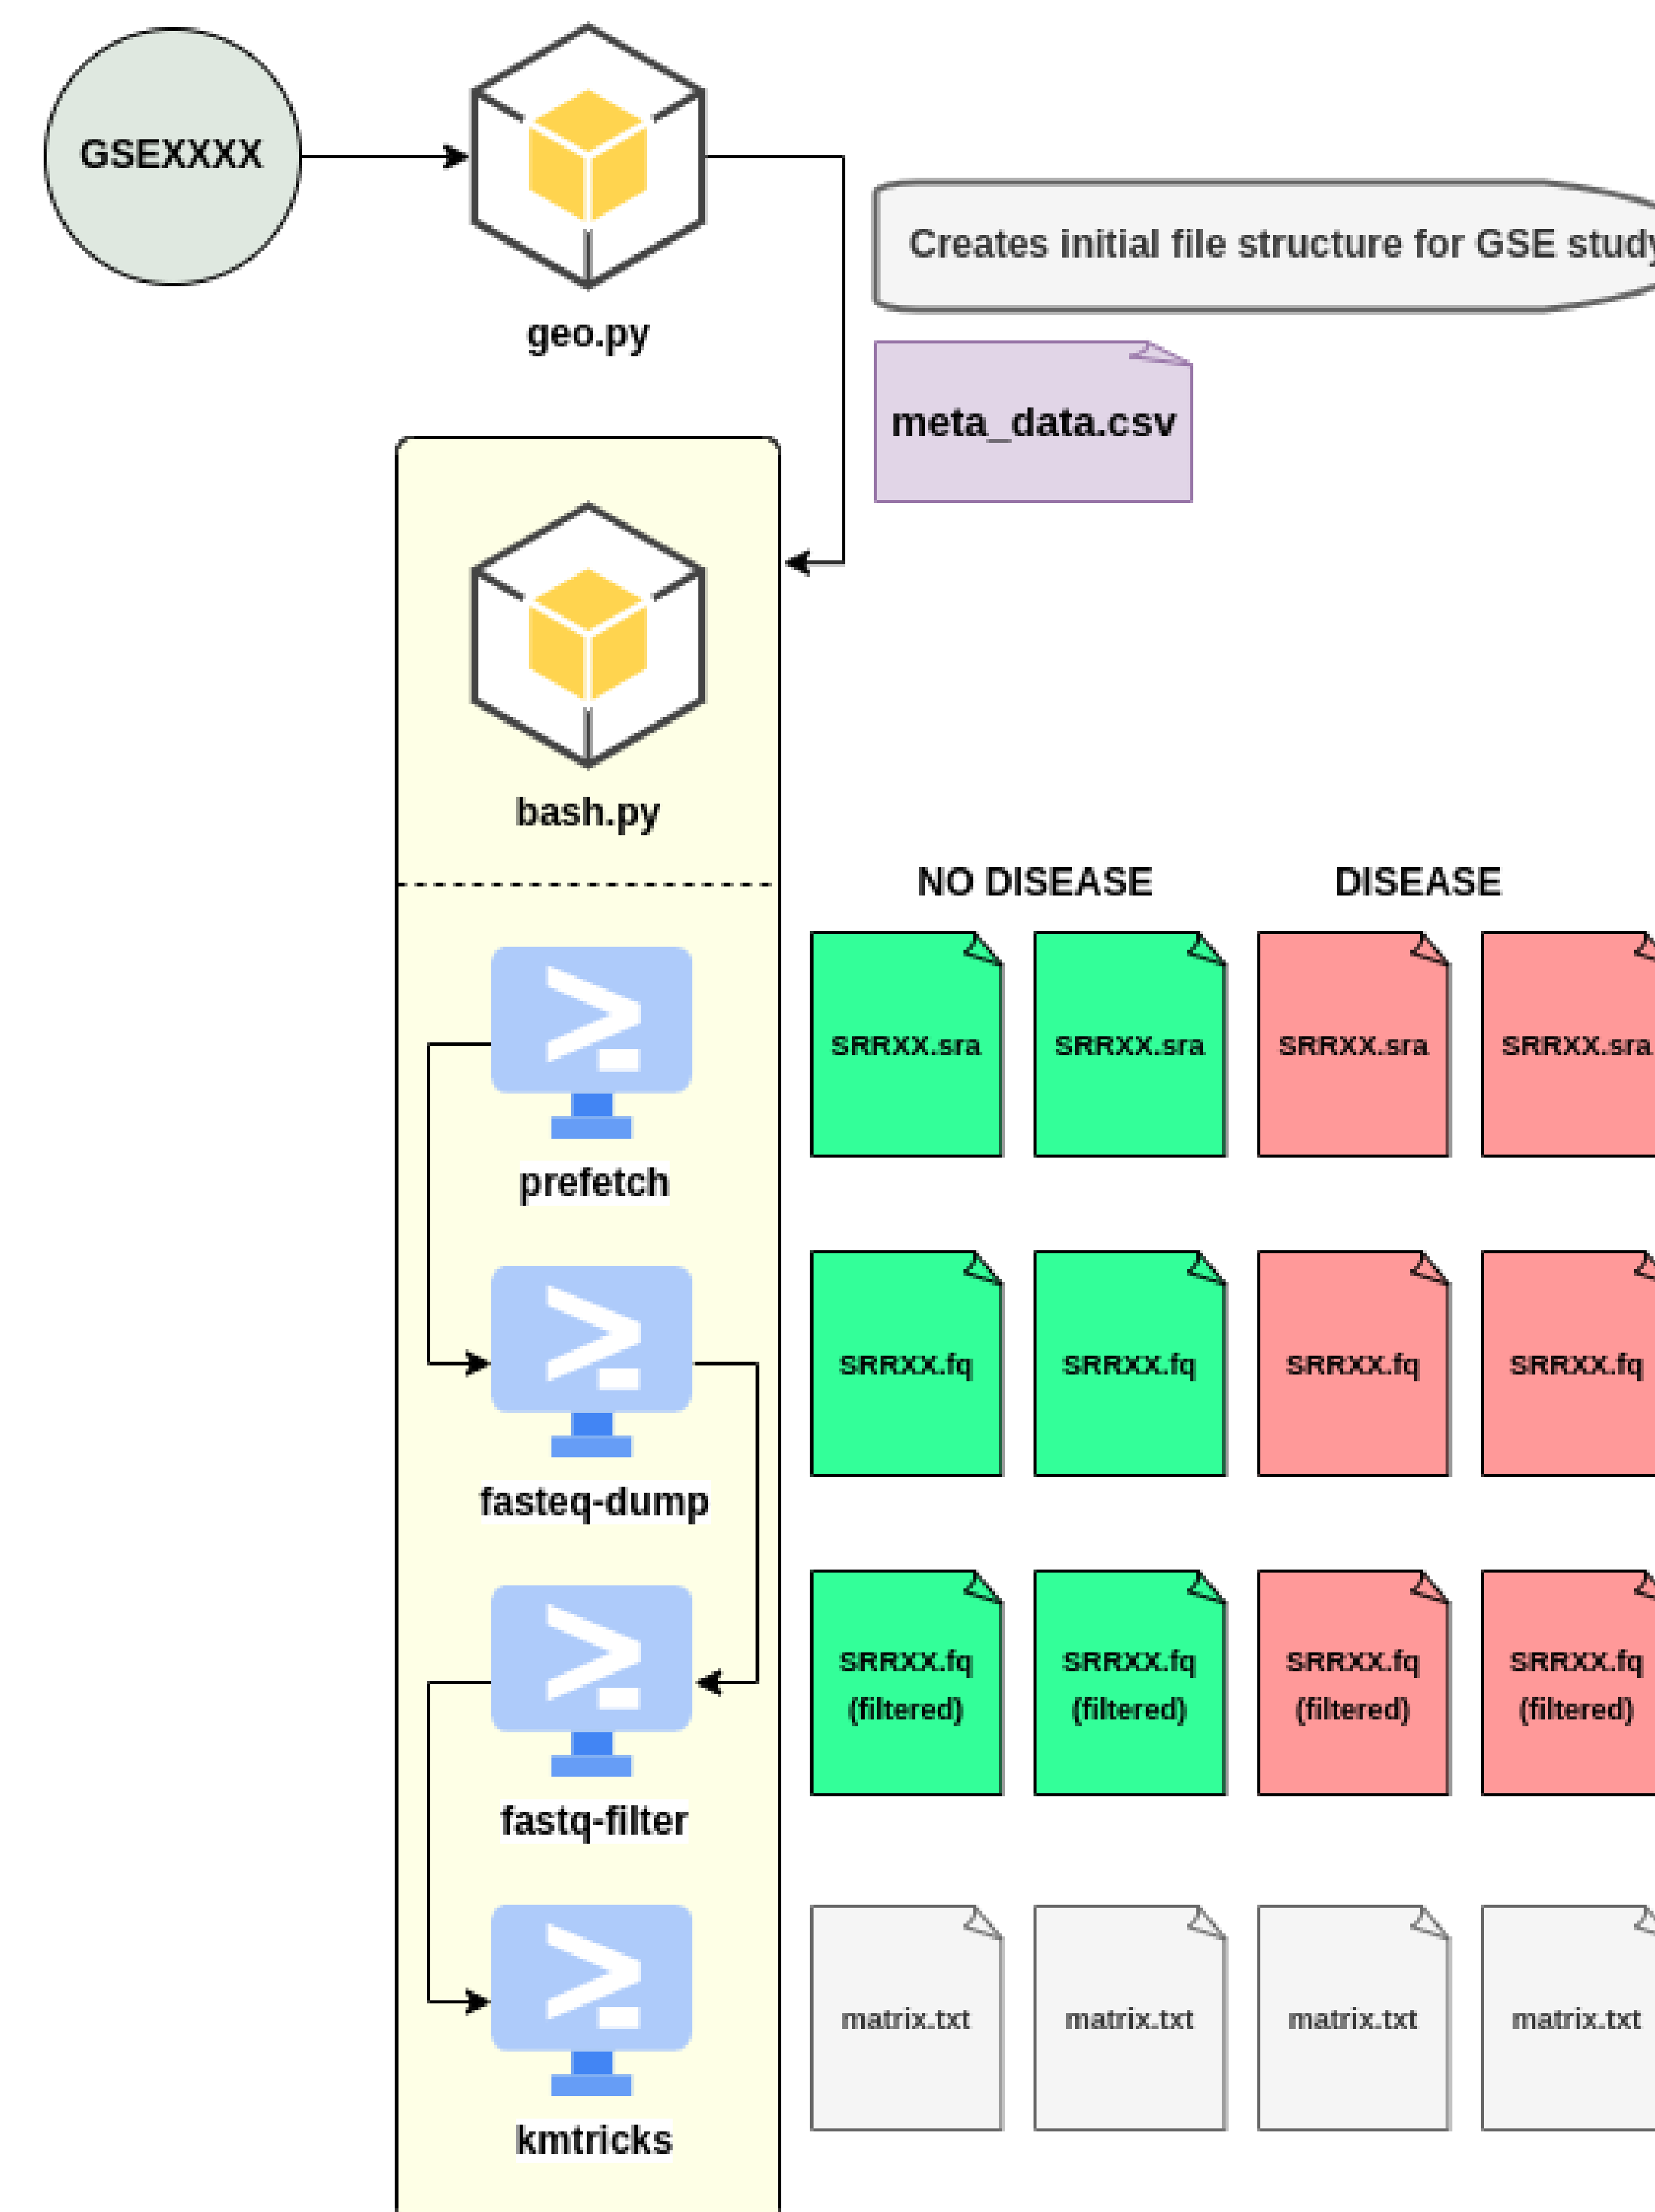 GSEXXXX
geo.py
Creates initial file structure for GSE study
meta_data.csv
bash.py
NO DISEASE
DISEASE
prefetch
SRRXX.sra
SRRXX.sra
SRRXX.sra
SRRXX.sra
fasteq-dump
SRRXX.fq
SRRXX.fq
SRRXX.fq
SRRXX.fq
fastq-filter
SRRXX.fq
(filtered)
SRRXX.fq
(filtered)
SRRXX.fq
(filtered)
SRRXX.fq
(filtered)
kmtricks
matrix.txt
matrix.txt
matrix.txt
matrix.txt